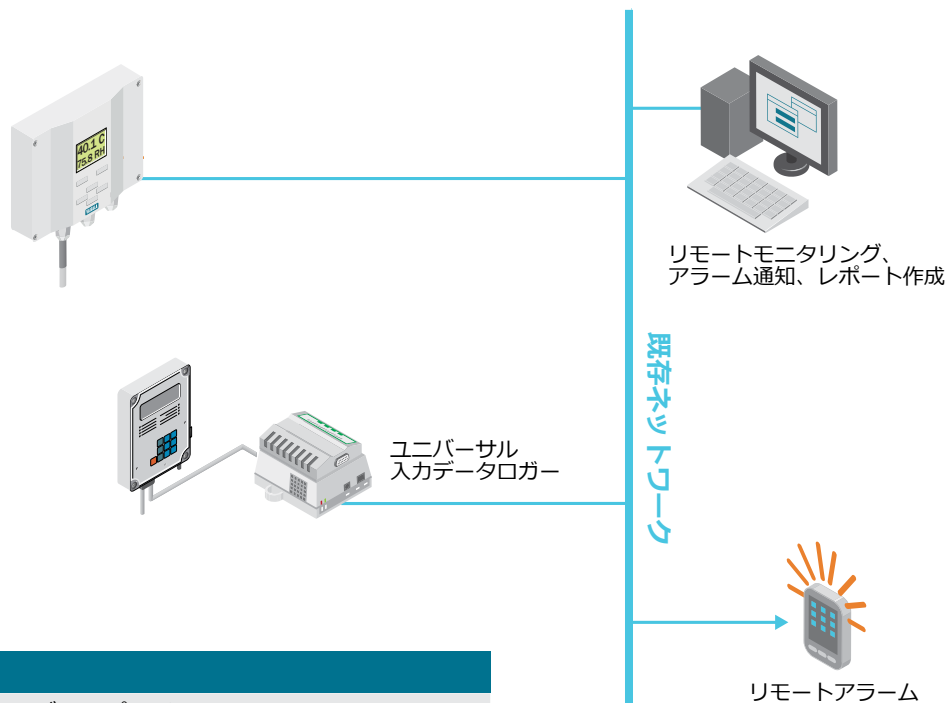 40.1 C
75.8 RH
リモートモニタリング、
アラーム通知、レポート作成
既存ネットワーク
ユニバーサル
入力データロガー
リモートアラーム